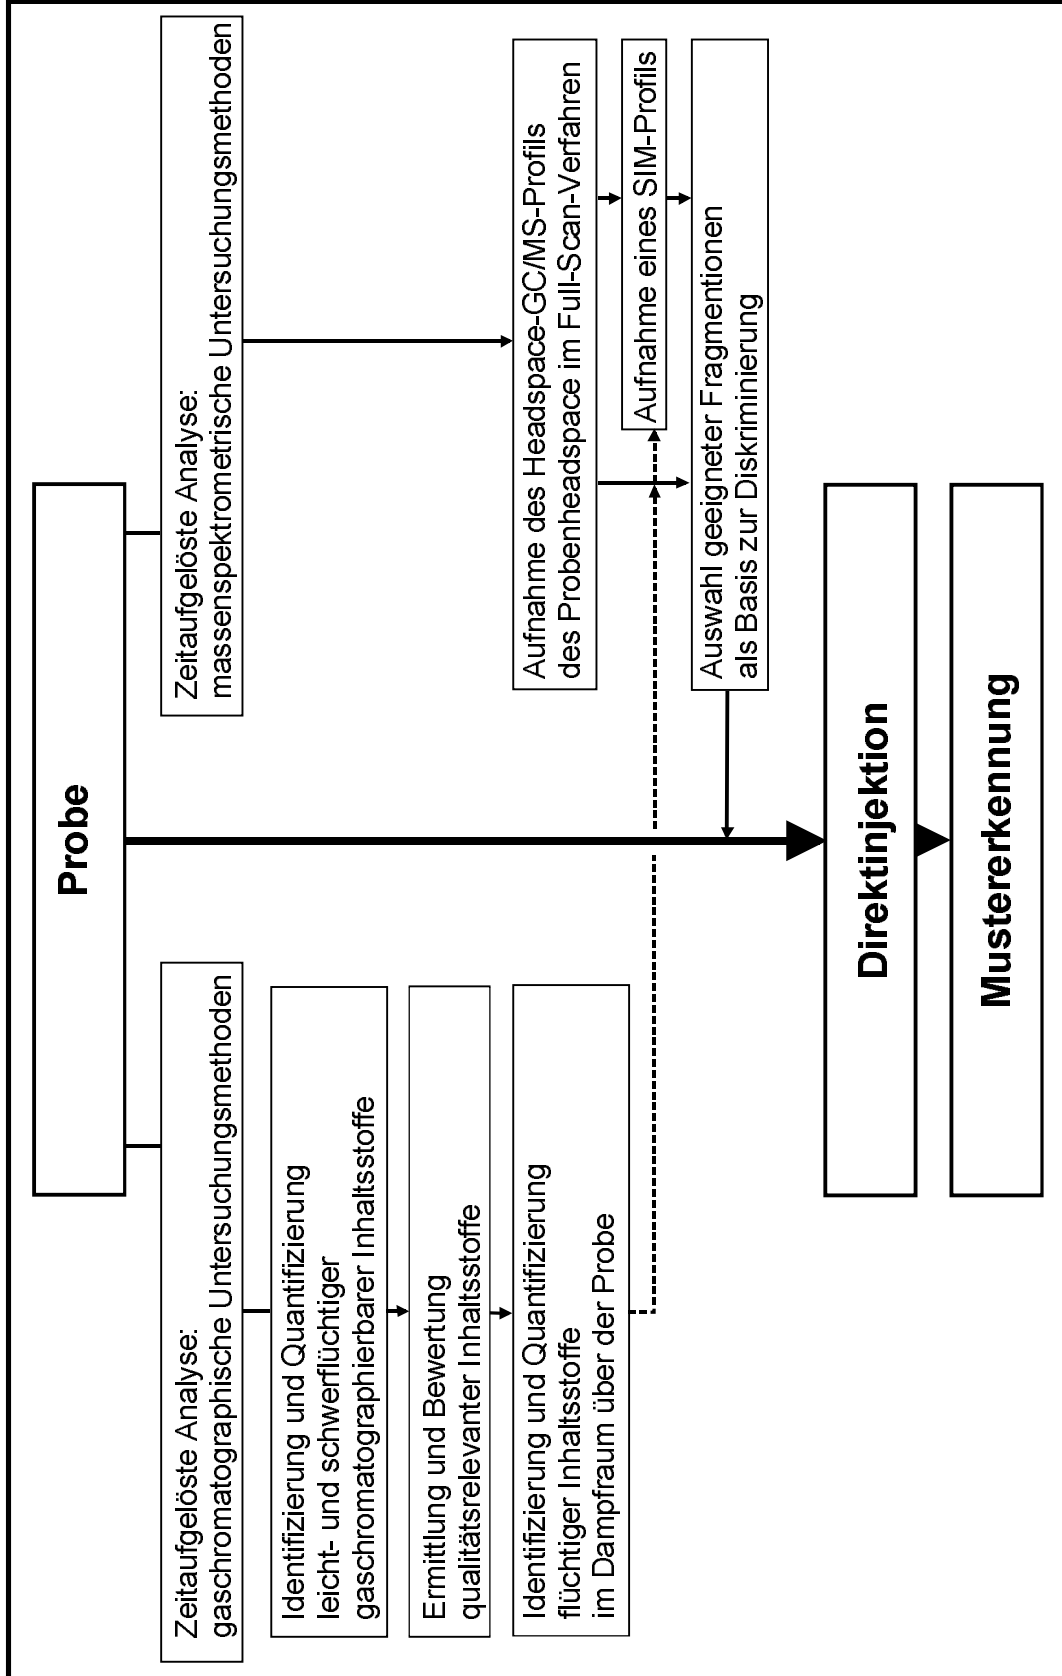 Probe
Zeitaufgelöste Analyse:
gaschromatographische Untersuchungsmethoden
Identifizierung und Quantifizierung
leicht- und schwerflüchtiger
gaschromatographierbarer Inhaltsstoffe
Ermittlung und Bewertung
qualitätsrelevanter Inhaltsstoffe
Identifizierung und Quantifizierung
flüchtiger Inhaltsstoffe
im Dampfraum über der Probe
Zeitaufgelöste Analyse:
massenspektrometrische Untersuchungsmethoden
Aufnahme des Headspace-GC/MS-Profils
des Probenheadspace im Full-Scan-Verfahren
Aufnahme eines SIM-Profils
Auswahl geeigneter Fragmentionen
als Basis zur Diskriminierung
Direktinjektion
Mustererkennung